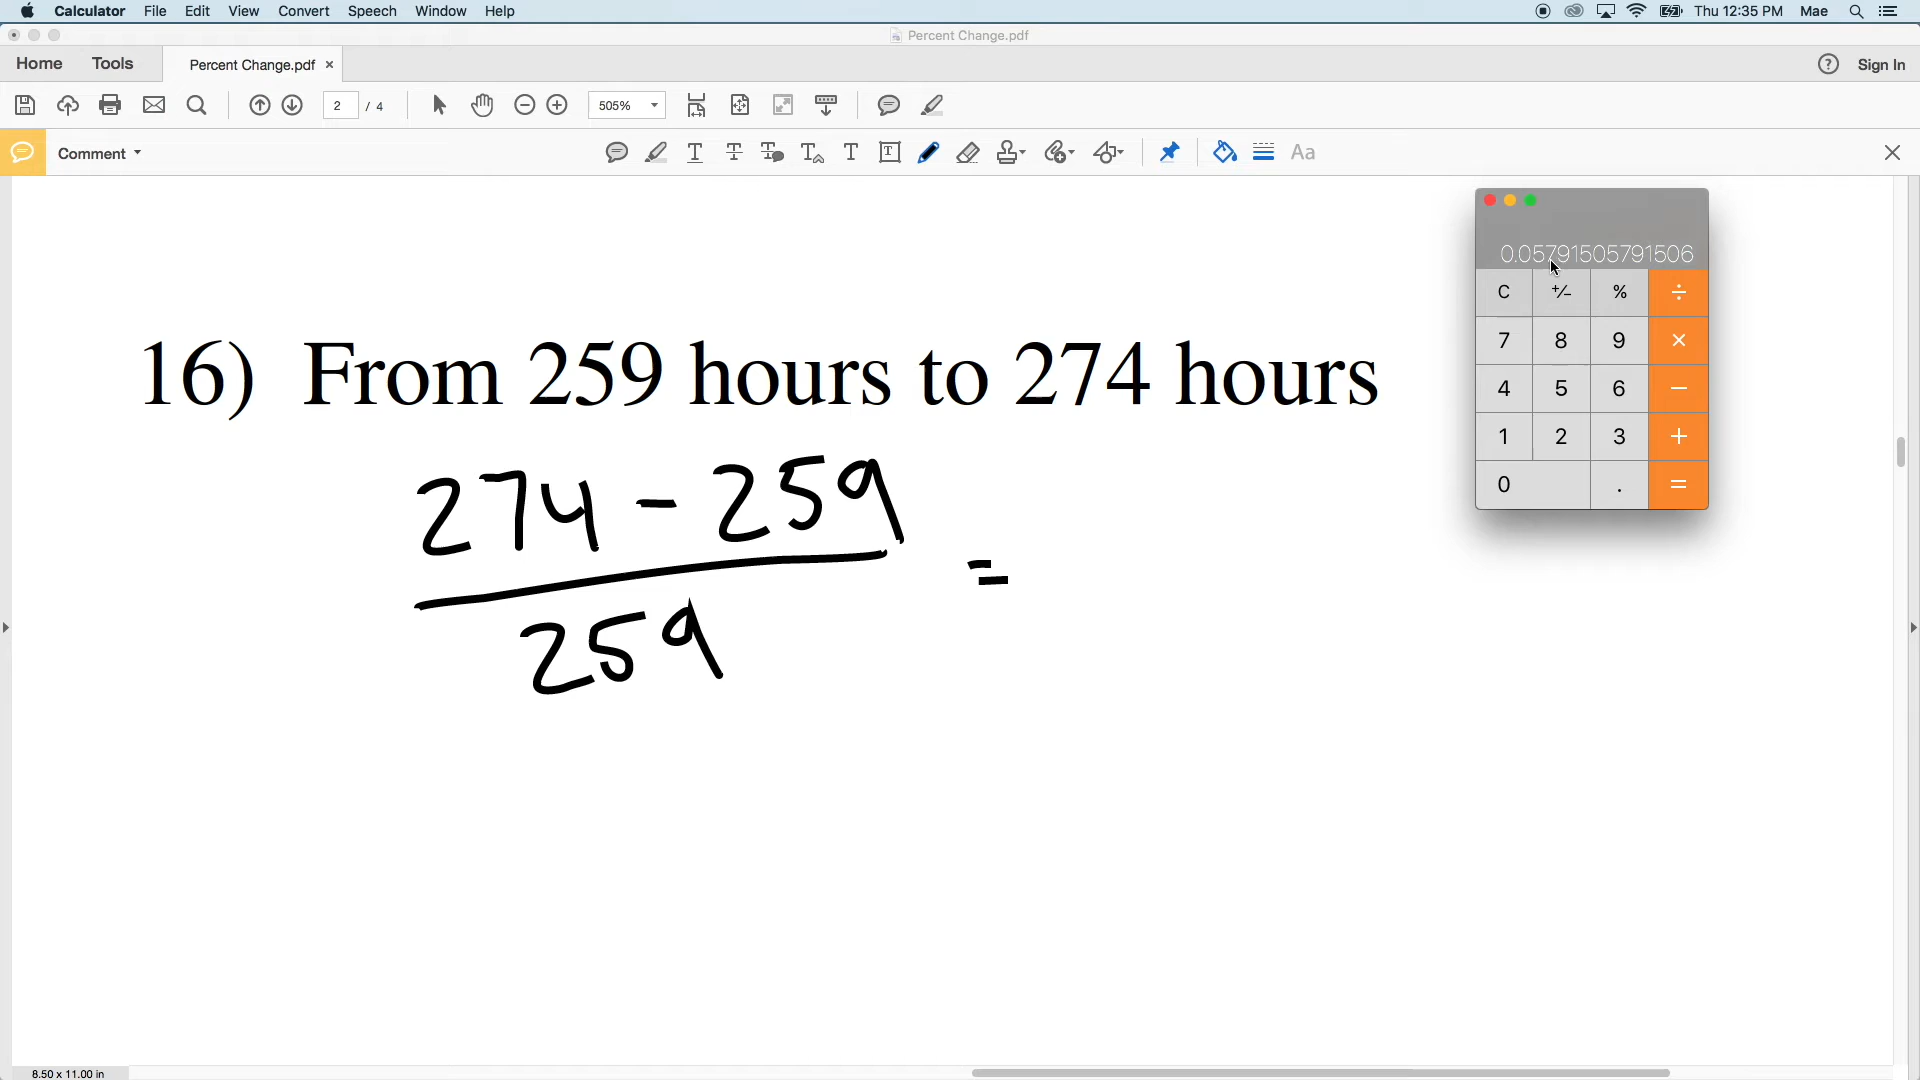 Calculator File Edit View Convert Speech Window Help Thu 12:35 PM Mae
Percent Change.pdf
Home Tools Percent Change.pdf × ? Sign In
2 / 4 505%
Comment T T T T T T Aa
0.05791505791506
C +/− % ÷
7 8 9 ×
4 5 6 −
1 2 3 +
0 . =
16) From 259 hours to 274 hours
274 - 259
=
259
8.50 x 11.00 in